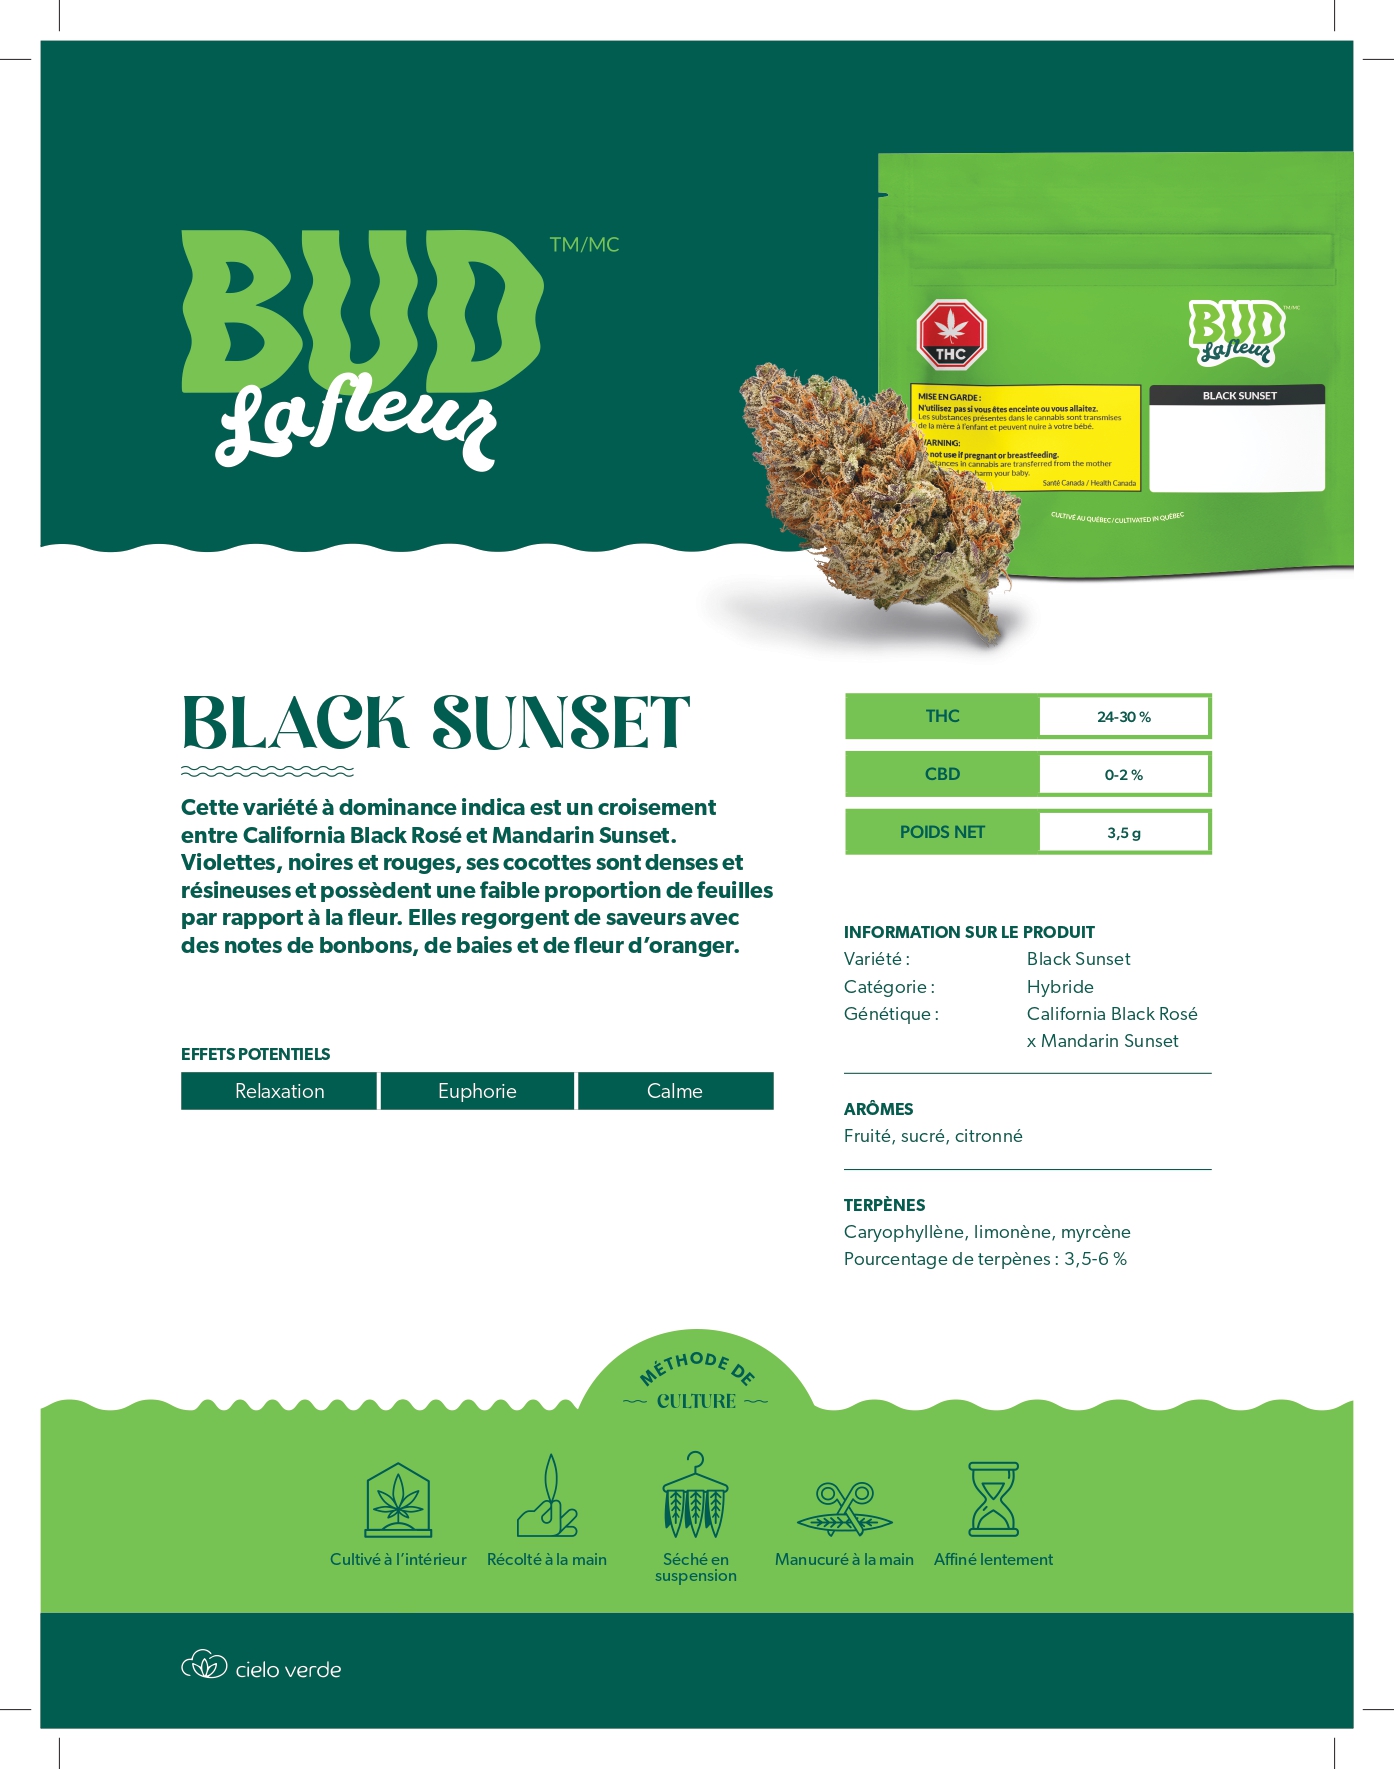 BUD
TM/MC
Lafleur
THC
BUD
TM/MC
Lafleur
MISE EN GARDE :
N'utilisez pas si vous êtes enceinte ou vous allaitez.
Les substances présentes dans le cannabis sont transmises
de la mère à l'enfant et peuvent nuire à votre bébé.
not use if pregnant or breastfeeding.
in cannabis are transferred from the mother
harm your baby.
Santé Canada / Health Canada
BLACK SUNSET
CULTIVÉ AU QUÉBEC / CULTIVATED IN QUÉBEC
BLACK SUNSET
Cette variété à dominance indica est un croisement
entre California Black Rosé et Mandarin Sunset.
Violettes, noires et rouges, ses cocottes sont denses et
résineuses et possèdent une faible proportion de feuilles
par rapport à la fleur. Elles regorgent de saveurs avec
des notes de bonbons, de baies et de fleur d'oranger.
EFFETS POTENTIELS
Relaxation Euphorie Calme
THC 24-30 %
CBD 0-2 %
POIDS NET 3,5 g
INFORMATION SUR LE PRODUIT
Variété : Black Sunset
Catégorie : Hybride
Génétique : California Black Rosé
x Mandarin Sunset
ARÔMES
Fruité, sucré, citronné
TERPÈNES
Caryophyllène, limonène, myrcène
Pourcentage de terpènes : 3,5-6 %
MÉTHODE DE
CULTURE
Cultivé à l'intérieur
Récolté à la main
Séché en
suspension
Manucuré à la main
Affiné lentement
cielo verde